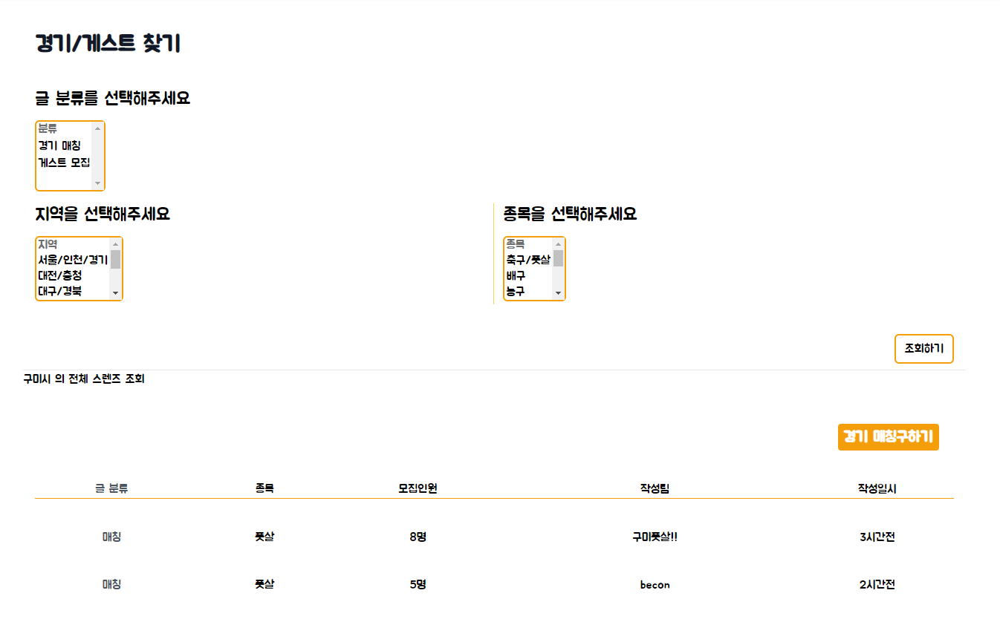 경기/게스트 찾기
글 분류를 선택해주세요
분류
경기 매칭
게스트 모집
지역을 선택해주세요
지역
서울/인천/경기
대전/충청
대구/경북
종목을 선택해주세요
종목
축구/풋살
배구
농구
조회하기
구미시 의 전체 스렌즈 조회
경기 매칭구하기
글 분류 종목 모집인원 작성팀 작성일시
매칭 풋살 8명 구미풋살!! 3시간전
매칭 풋살 5명 becon 2시간전